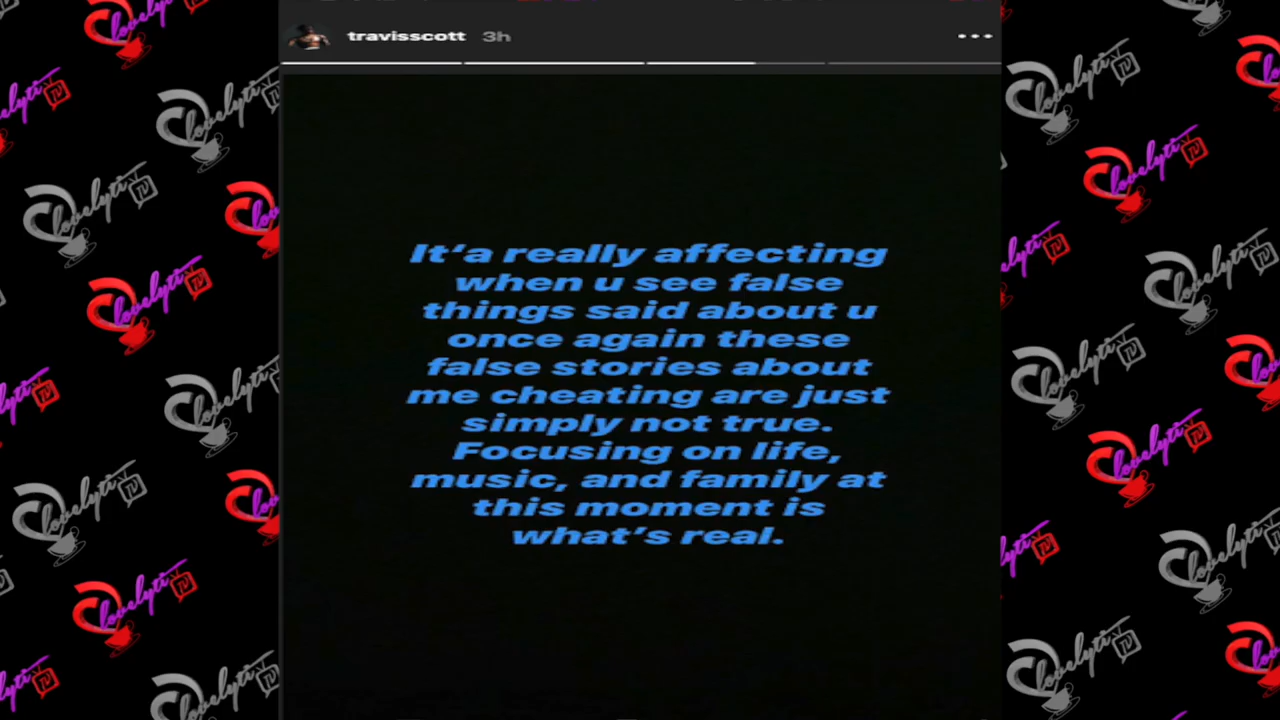 travisscott 3h
It‘a really affecting
when u see false
things said about u
once again these
false stories about
me cheating are just
simply not true.
Focusing on life,
music, and family at
this moment is
what’s real.
lovelyti